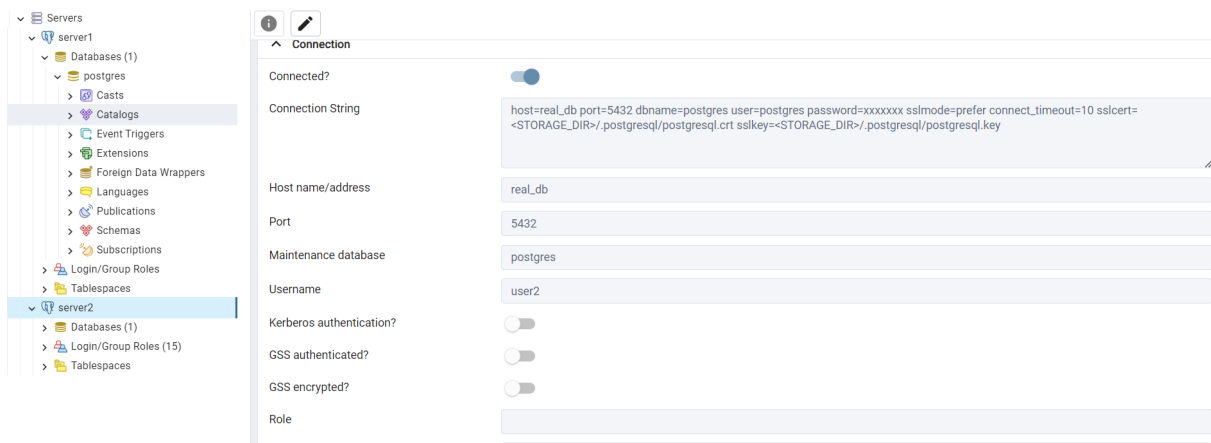 Servers
server1
Databases (1)
postgres
Casts
Catalogs
Event Triggers
Extensions
Foreign Data Wrappers
Languages
Publications
Schemas
Subscriptions
Login/Group Roles
Tablespaces
server2
Databases (1)
Login/Group Roles (15)
Tablespaces
Connection
Connected?
Connection String
host=real_db port=5432 dbname=postgres user=postgres password=xxxxxxx sslmode=prefer connect_timeout=10 sslcert=
<STORAGE_DIR>/.postgresql/postgresql.crt sslkey=<STORAGE_DIR>/.postgresql/postgresql.key
Host name/address
real_db
Port
5432
Maintenance database
postgres
Username
user2
Kerberos authentication?
GSS authenticated?
GSS encrypted?
Role